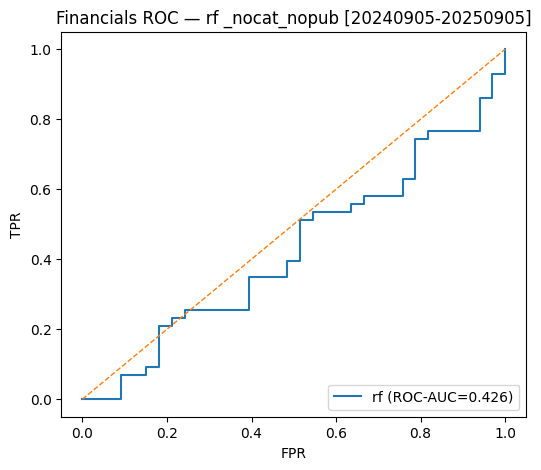 Financials ROC — rf _nocat_nopub [20240905-20250905]
1.0
0.8
0.6
0.4
0.2
0.0
TPR
0.0 0.2 0.4 0.6 0.8 1.0
FPR
rf (ROC-AUC=0.426)